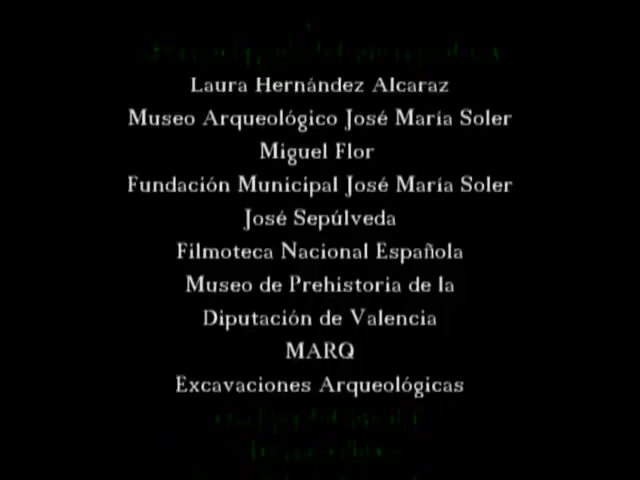 Laura Hernández Alcaraz
Museo Arqueológico José María Soler
Miguel Flor
Fundación Municipal José María Soler
José Sepúlveda
Filmoteca Nacional Española
Museo de Prehistoria de la
Diputación de Valencia
MARQ
Excavaciones Arqueológicas